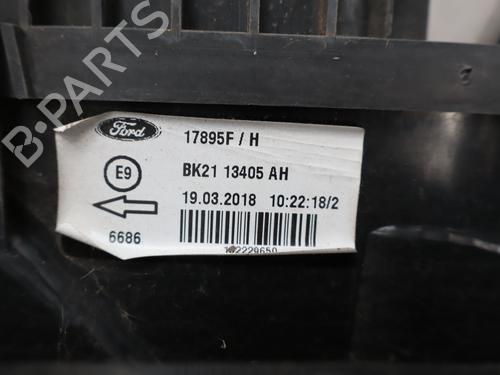 B-PARTS
Ford
17895F / H
E9
BK21 13405 AH
19.03.2018 10:22:18/2
6686